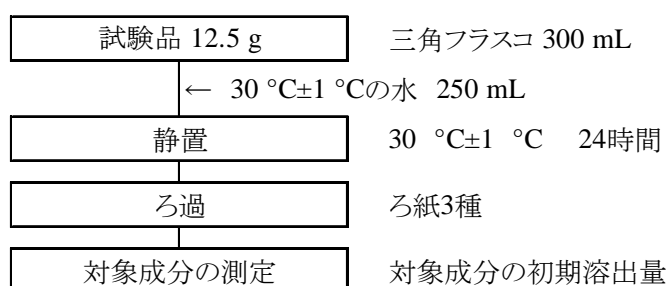 試験品 12.5 g 三角フラスコ 300 mL
← 30 °C±1 °Cの水 250 mL
静置 30 °C±1 °C 24時間
ろ過 ろ紙3種
対象成分の測定 対象成分の初期溶出量